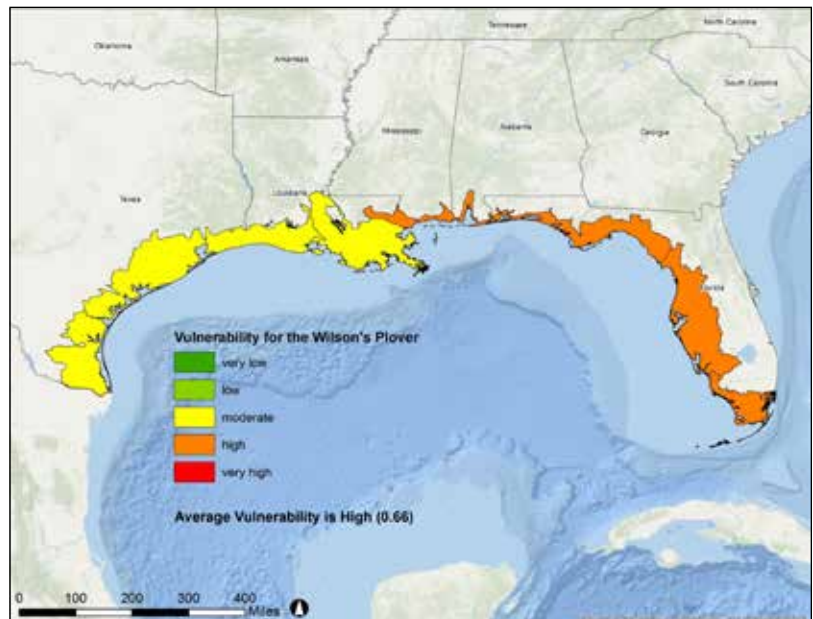 Tennessee
North Carolina
Oklahoma
Arkansas
South Carolina
Mississippi
Alabama
Georgia
Louisiana
Texas
Florida
Vulnerability for the Wilson's Plover
very low
low
moderate
high
very high
Average Vulnerability is High (0.66)
0 100 200 300 400
Miles